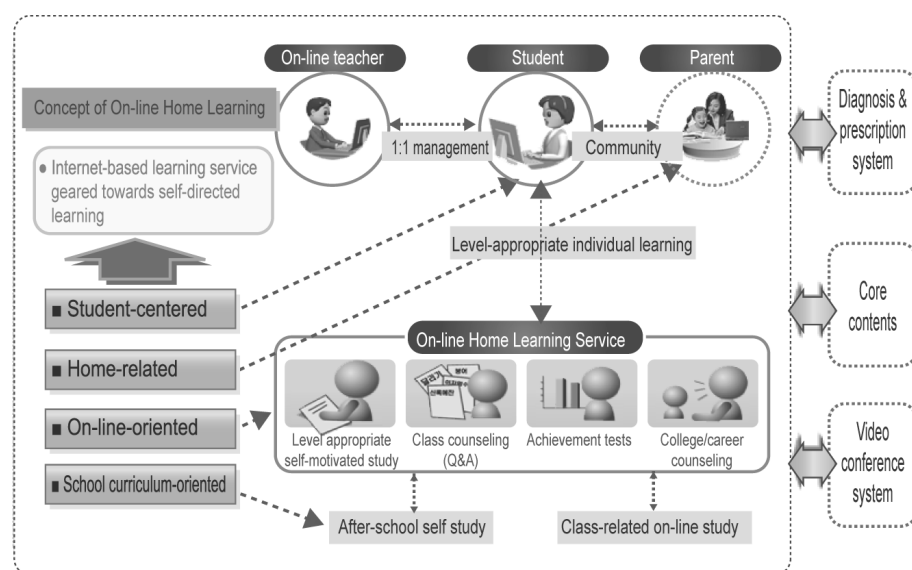 On-line teacher
Student
Parent
Concept of On-line Home Learning
1:1 management
Community
Diagnosis &
prescription
system
● Internet-based learning service
geared towards self-directed
learning
Level-appropriate individual learning
■ Student-centered
■ Home-related
■ On-line-oriented
■ School curriculum-oriented
Core
contents
On-line Home Learning Service
Level appropriate
self-motivated study
Class counseling
(Q&A)
Achievement tests
College/career
counseling
Video
conference
system
After-school self study
Class-related on-line study